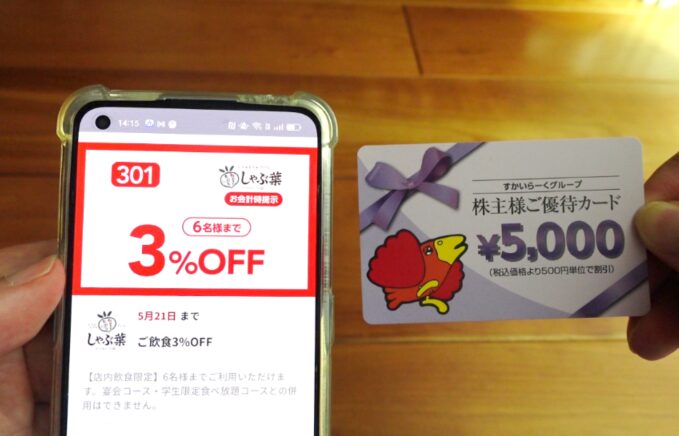 14:15
301
しゃぶ葉
お会計時掲示
6名様まで
3%OFF
しゃぶ葉
5月21日 まで
ご飲食3%OFF
【店内飲食限定】6名様までご利用いただけま
す。宴会コース・学生限定食べ放題コースとの併
用はできません。
すかいらーくグループ
株主様ご優待カード
¥5,000
(税込価格より500円単位で割引)